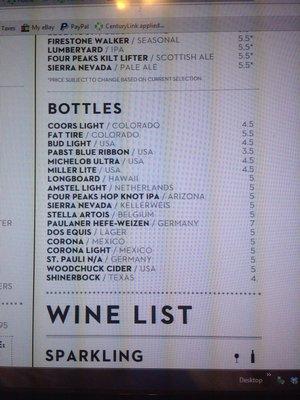 Taxes My eBay PayPal CenturyLink applied...
FIRESTONE WALKER / SEASONAL 5.5*
LUMBERYARD / IPA 5.5*
FOUR PEAKS KILT LIFTER / SCOTTISH ALE 5.5*
SIERRA NEVADA / PALE ALE 5.5*
*PRICE SUBJECT TO CHANGE BASED ON CURRENT SELECTION.
BOTTLES
COORS LIGHT / COLORADO 4.5
FAT TIRE / COLORADO 5.5
BUD LIGHT / USA 4.5
PABST BLUE RIBBON / USA 3.5
MICHELOB ULTRA / USA 4.5
MILLER LITE / USA 4.5
LONGBOARD / HAWAII 5
AMSTEL LIGHT / NETHERLANDS 5
FOUR PEAKS HOP KNOT IPA / ARIZONA 5
SIERRA NEVADA / KELLERWEIS 5
STELLA ARTOIS / BELGIUM 5
PAULANER HEFE-WEIZEN / GERMANY 7
DOS EQUIS / LAGER 5
CORONA / MEXICO 5
CORONA LIGHT / MEXICO 5
ST. PAULI N/A / GERMANY 5
WOODCHUCK CIDER / USA 5
SHINERBOCK / TEXAS 4
WINE LIST
SPARKLING
Desktop